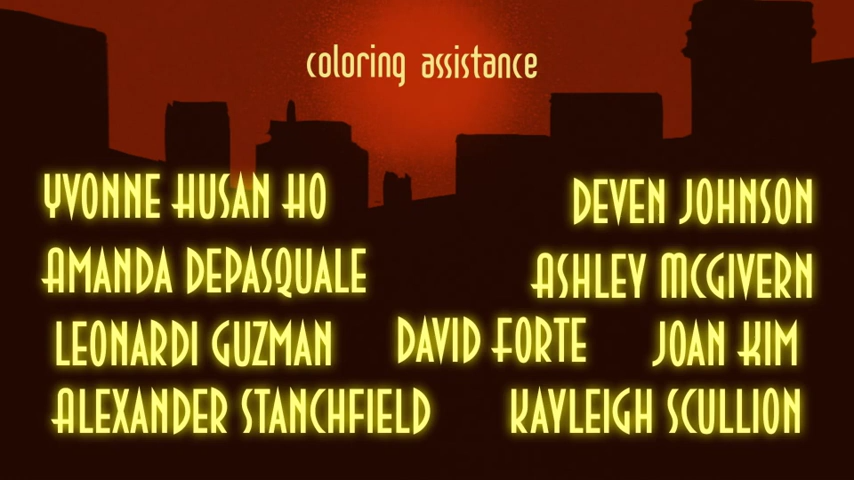 coloring assistance
YVONNE HUSAN HO
DEVEN JOHNSON
AMANDA DEPASQUALE
ASHLEY MCGIVERN
LEONARDI GUZMAN
DAVID FORTE
JOAN KIM
ALEXANDER STANCHFIELD
KAYLEIGH SCULLION